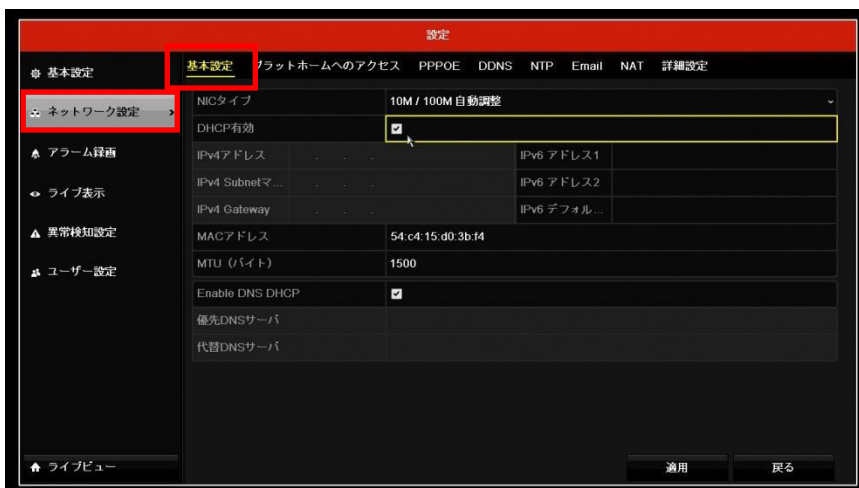 設定
基本設定
ネットワーク設定 ›
アラーム録画
ライブ表示
異常検知設定
ユーザー設定
ライブビュー
基本設定 プラットホームへのアクセス PPPOE DDNS NTP Email NAT 詳細設定
NICタイプ 10M / 100M 自動調整
DHCP有効
IPv4アドレス . . . IPv6 アドレス1
IPv4 Subnetマ... . . . IPv6 アドレス2
IPv4 Gateway . . . IPv6 デフォル...
MACアドレス 54:c4:15:d0:3b:f4
MTU（バイト） 1500
Enable DNS DHCP
優先DNSサーバ
代替DNSサーバ
適用 戻る